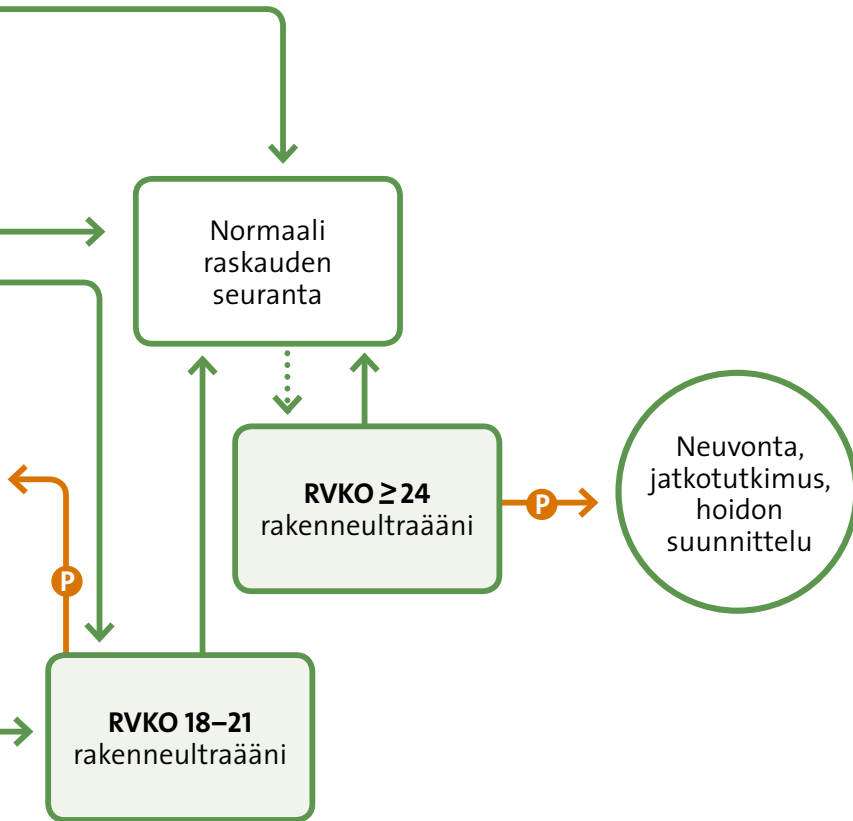 Normaali
raskauden
seuranta
RVKO ≥ 24
rakenneultraääni
P
Neuvonta,
jatkotutkimus,
hoidon
suunnittelu
P
RVKO 18–21
rakenneultraääni